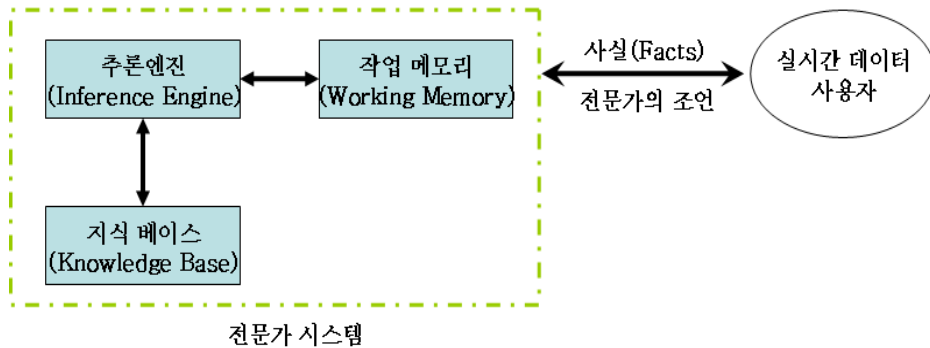 추론엔진
(Inference Engine)
작업 메모리
(Working Memory)
사실(Facts)
전문가의 조언
실시간 데이터
사용자
지식 베이스
(Knowledge Base)
전문가 시스템